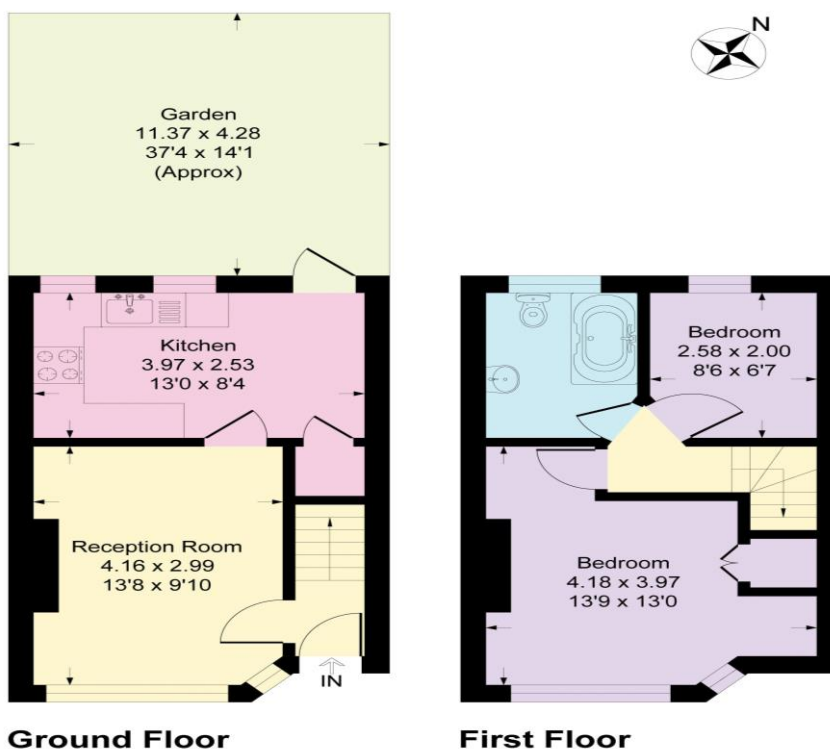 N
Garden
11.37 x 4.28
37'4 x 14'1
(Approx)
Kitchen
3.97 x 2.53
13'0 x 8'4
Bedroom
2.58 x 2.00
8'6 x 6'7
Reception Room
4.16 x 2.99
13'8 x 9'10
Bedroom
4.18 x 3.97
13'9 x 13'0
IN
Ground Floor
First Floor